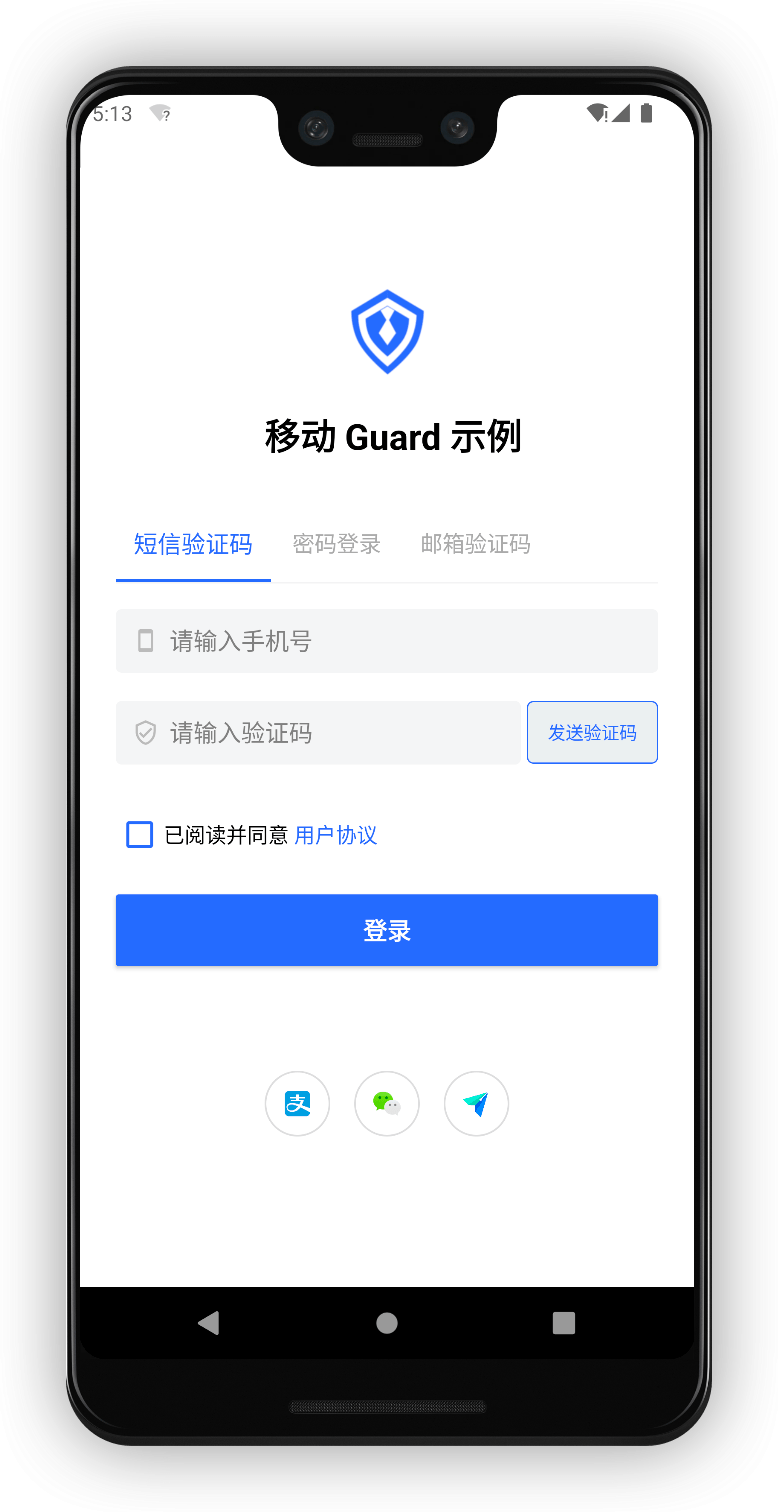 5:13
移动 Guard 示例
短信验证码 密码登录 邮箱验证码
请输入手机号
请输入验证码 发送验证码
已阅读并同意 用户协议
登录
支